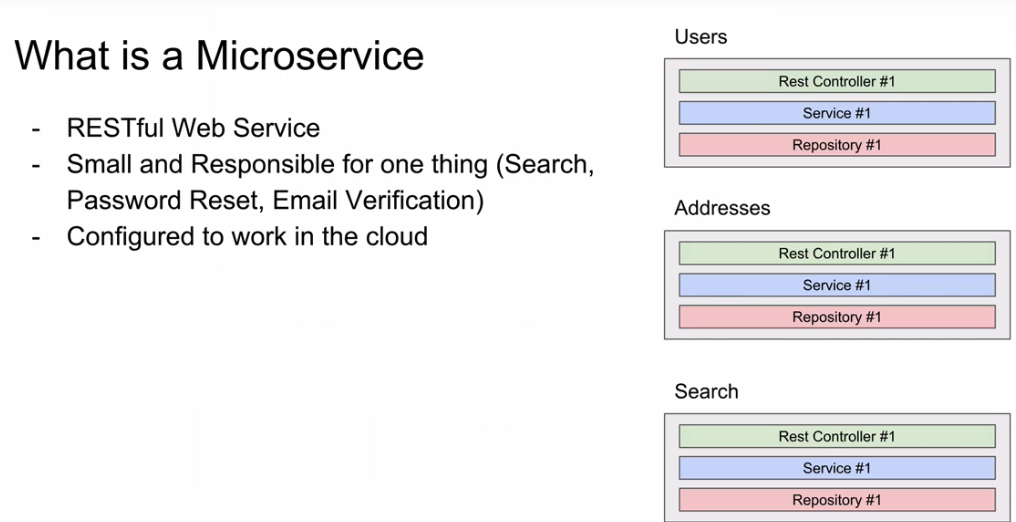 What is a Microservice
- RESTful Web Service
- Small and Responsible for one thing (Search,
Password Reset, Email Verification)
- Configured to work in the cloud
Users
Rest Controller #1
Service #1
Repository #1
Addresses
Rest Controller #1
Service #1
Repository #1
Search
Rest Controller #1
Service #1
Repository #1